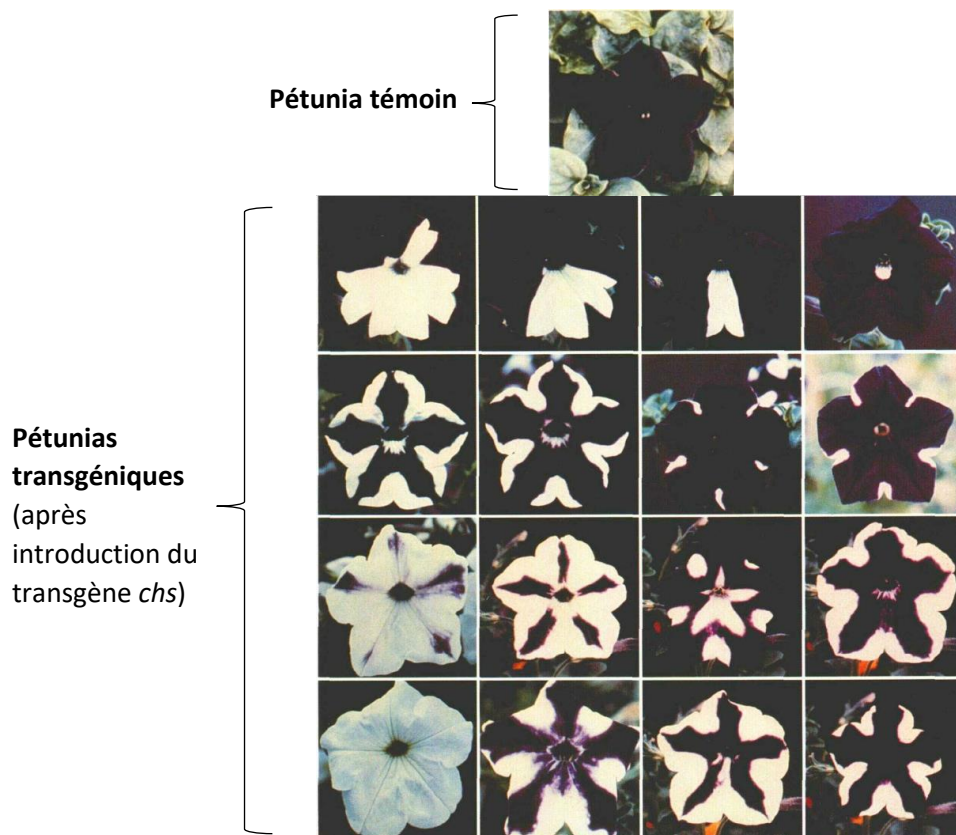 Pétunia témoin
Pétunias
transgéniques
(après
introduction du
transgène chs)